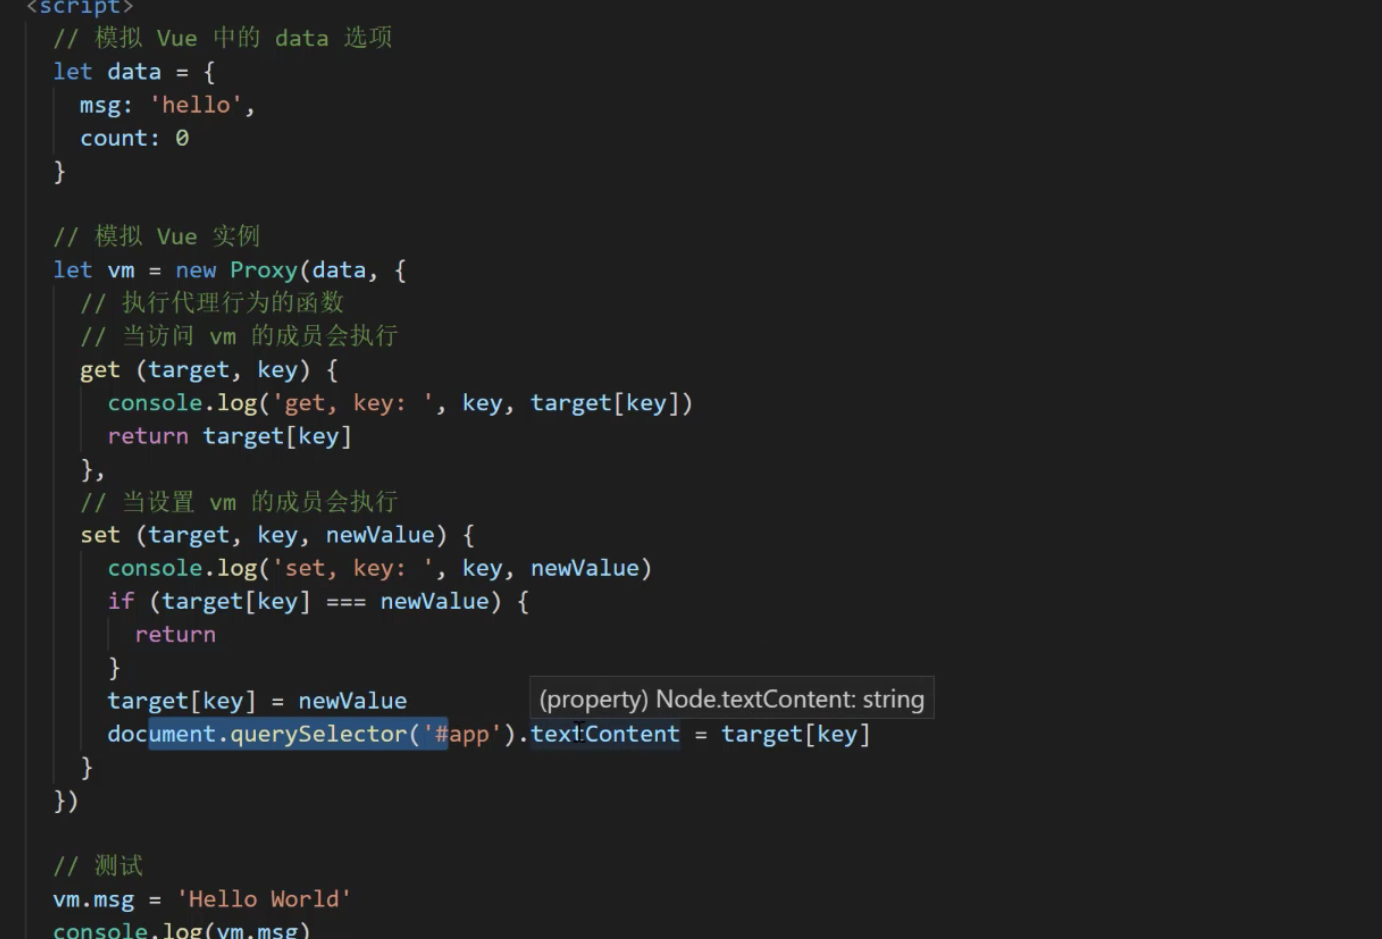 <script>
// 模拟 Vue 中的 data 选项
let data = {
msg: 'hello',
count: 0
}
// 模拟 Vue 实例
let vm = new Proxy(data, {
// 执行代理行为的函数
// 当访问 vm 的成员会执行
get (target, key) {
console.log('get, key: ', key, target[key])
return target[key]
},
// 当设置 vm 的成员会执行
set (target, key, newValue) {
console.log('set, key: ', key, newValue)
if (target[key] === newValue) {
return
}
target[key] = newValue
(property) Node.textContent: string
document.querySelector('#app').textContent = target[key]
}
})
// 测试
vm.msg = 'Hello World'
console.log(vm.msg)